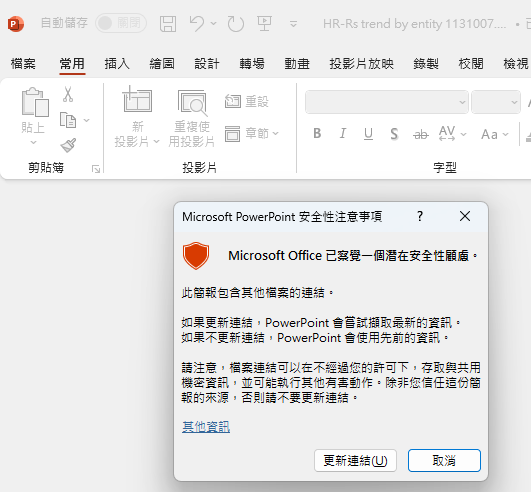 自動儲存 關閉 HR-Rs trend by entity 1131007....
檔案 常用 插入 繪圖 設計 轉場 動畫 投影片放映 錄製 校閱 檢視
貼上
新
投影片
重複使
用投影片
重設
章節
B I U S ab AV Aa
剪貼簿 投影片 字型
Microsoft PowerPoint 安全性注意事項
Microsoft Office 已察覺一個潛在安全性顧慮。
此簡報包含其他檔案的連結。
如果更新連結，PowerPoint 會嘗試擷取最新的資訊。
如果不更新連結，PowerPoint 會使用先前的資訊。
請注意，檔案連結可以在不經過您的許可下，存取與共用
機密資訊，並可能執行其他有害動作。除非您信任這份簡
報的來源，否則請不要更新連結。
其他資訊
更新連結(U) 取消